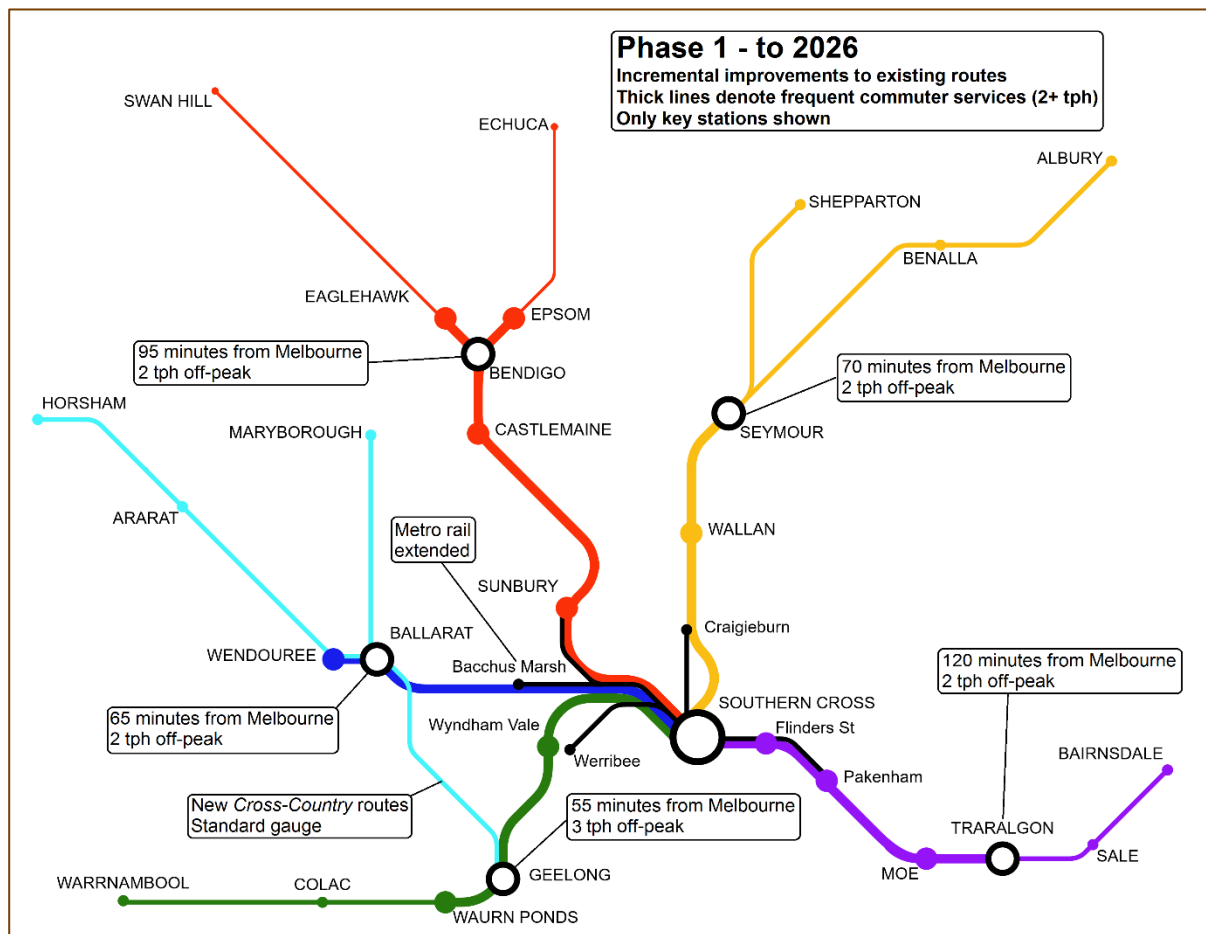 Phase 1 - to 2026
Incremental improvements to existing routes
Thick lines denote frequent commuter services (2+ tph)
Only key stations shown
SWAN HILL
ECHUCA
ALBURY
SHEPPARTON
BENALLA
EAGLEHAWK
EPSOM
95 minutes from Melbourne
2 tph off-peak
BENDIGO
70 minutes from Melbourne
2 tph off-peak
HORSHAM
MARYBOROUGH
CASTLEMAINE
SEYMOUR
ARARAT
Metro rail
extended
WALLAN
SUNBURY
Craigieburn
BALLARAT
WENDOUREE
Bacchus Marsh
120 minutes from Melbourne
2 tph off-peak
65 minutes from Melbourne
2 tph off-peak
SOUTHERN CROSS
Wyndham Vale
Flinders St
Werribee
BAIRNSDALE
Pakenham
New Cross-Country routes
Standard gauge
55 minutes from Melbourne
3 tph off-peak
TRARALGON
SALE
MOE
GEELONG
WARRNAMBOOL
COLAC
WAURN PONDS